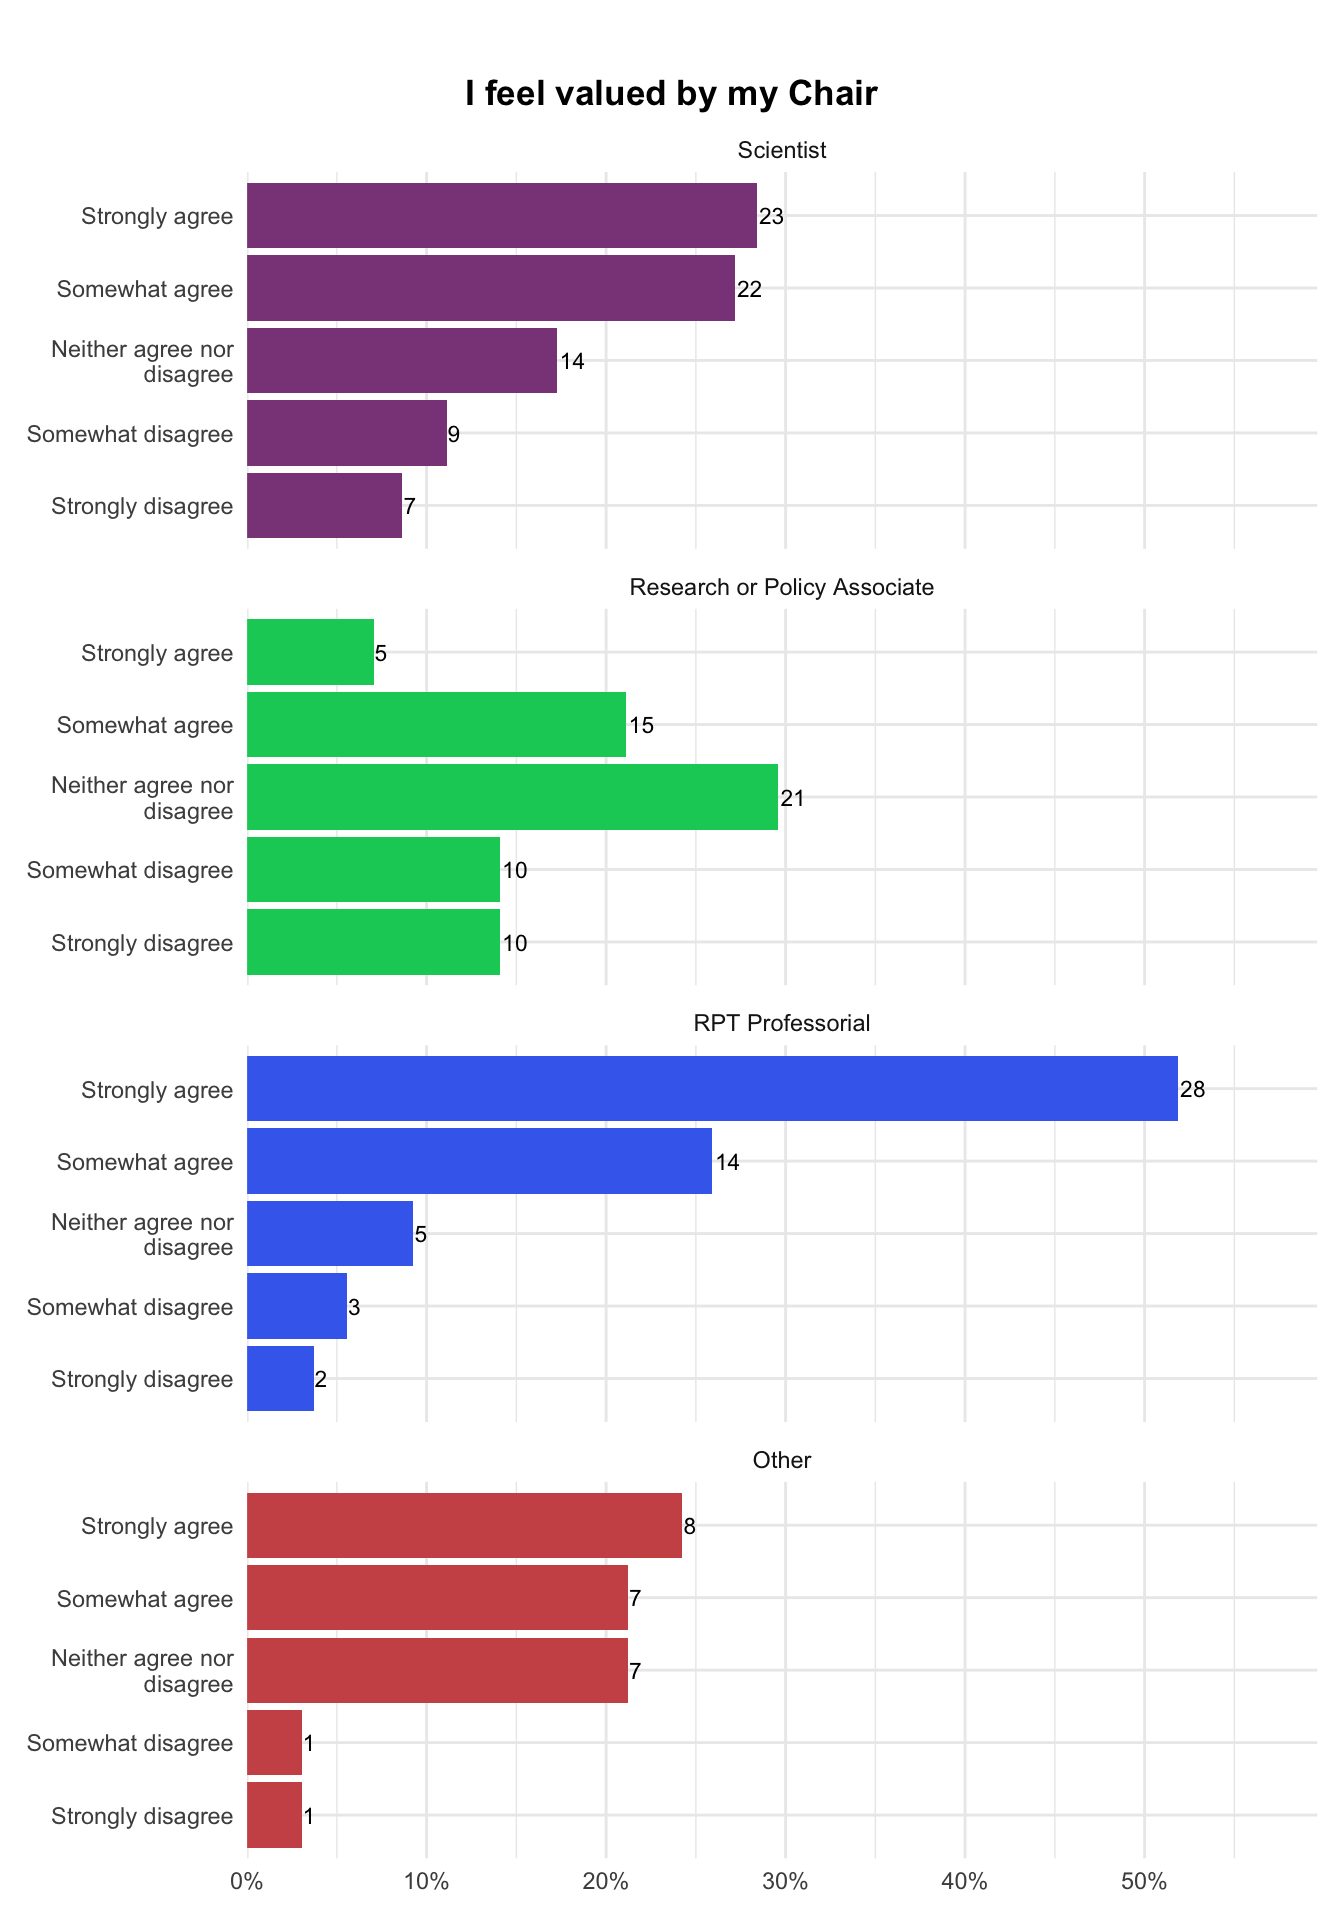 I feel valued by my Chair
Scientist
Strongly agree
23
Somewhat agree
22
Neither agree nor
disagree
14
Somewhat disagree
9
Strongly disagree
7
Research or Policy Associate
Strongly agree
5
Somewhat agree
15
Neither agree nor
disagree
21
Somewhat disagree
10
Strongly disagree
10
RPT Professorial
Strongly agree
28
Somewhat agree
14
Neither agree nor
disagree
5
Somewhat disagree
3
Strongly disagree
2
Other
Strongly agree
8
Somewhat agree
7
Neither agree nor
disagree
7
Somewhat disagree
1
Strongly disagree
1
0% 10% 20% 30% 40% 50%